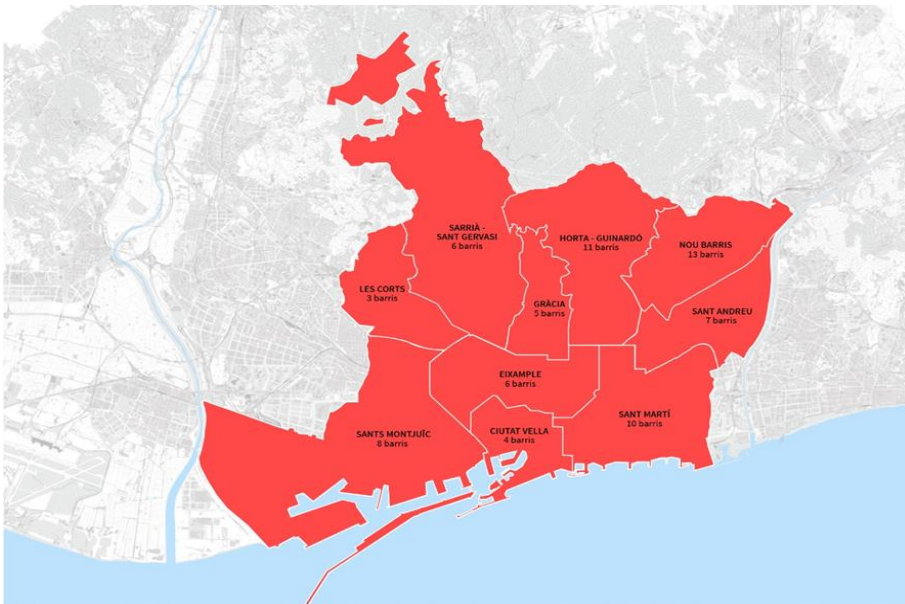 SARRIÀ -
SANT GERVASI
6 barris
HORTA - GUINARDÓ
11 barris
NOU BARRIS
13 barris
LES CORTS
3 barris
GRÀCIA
5 barris
SANT ANDREU
7 barris
EIXAMPLE
6 barris
SANT MARTÍ
10 barris
SANTS MONTJUÏC
8 barris
CIUTAT VELLA
4 barris